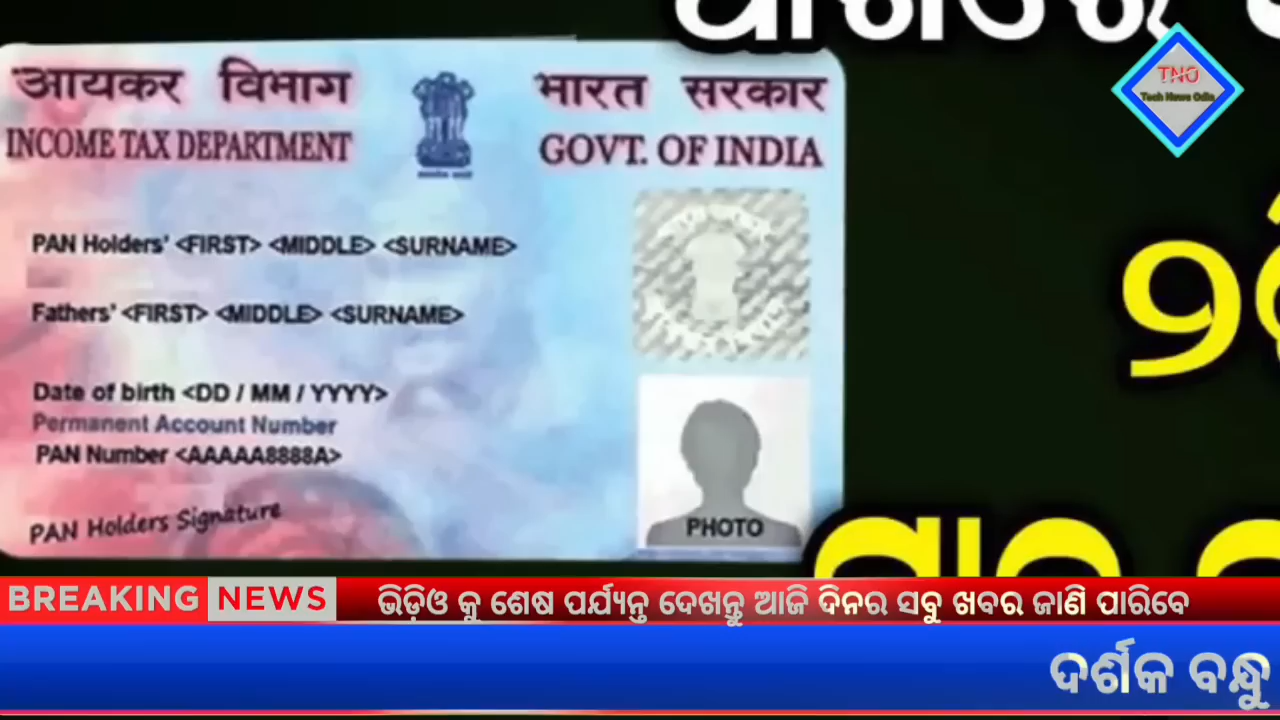 आयकर विभाग
भारत सरकार
INCOME TAX DEPARTMENT
GOVT. OF INDIA
TNO
Tech News Odia
PAN Holders' <FIRST> <MIDDLE> <SURNAME>
Fathers' <FIRST> <MIDDLE> <SURNAME>
Date of birth <DD / MM / YYYY>
Permanent Account Number
PAN Number <AAAAA8888A>
PAN Holders Signature
PHOTO
BREAKING NEWS
ଭିଡ଼ିଓ କୁ ଶେଷ ପର୍ଯ୍ୟନ୍ତ ଦେଖନ୍ତୁ ଆଜି ଦିନର ସବୁ ଖବର ଜାଣି ପାରିବେ
ଦର୍ଶକ ବନ୍ଧୁ